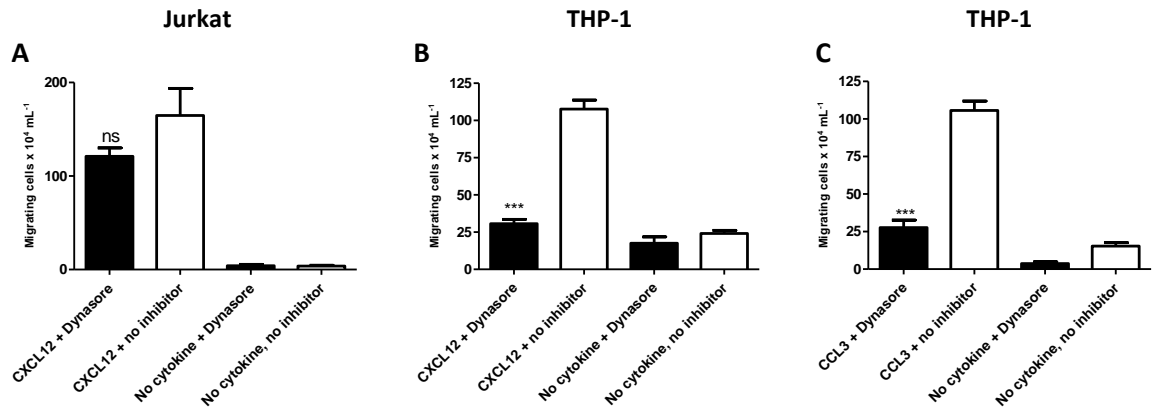 Jurkat
THP-1
THP-1
A
B
C
Migrating cells x 10⁴ mL⁻¹
200
100
0
ns
CXCL12 + Dynasore
CXCL12 + no inhibitor
No cytokine + Dynasore
No cytokine, no inhibitor
Migrating cells x 10⁴ mL⁻¹
125
100
75
50
25
0
***
CXCL12 + Dynasore
CXCL12 + no inhibitor
No cytokine + Dynasore
No cytokine, no inhibitor
Migrating cells x 10⁴ mL⁻¹
125
100
75
50
25
0
***
CCL3 + Dynasore
CCL3 + no inhibitor
No cytokine + Dynasore
No cytokine, no inhibitor